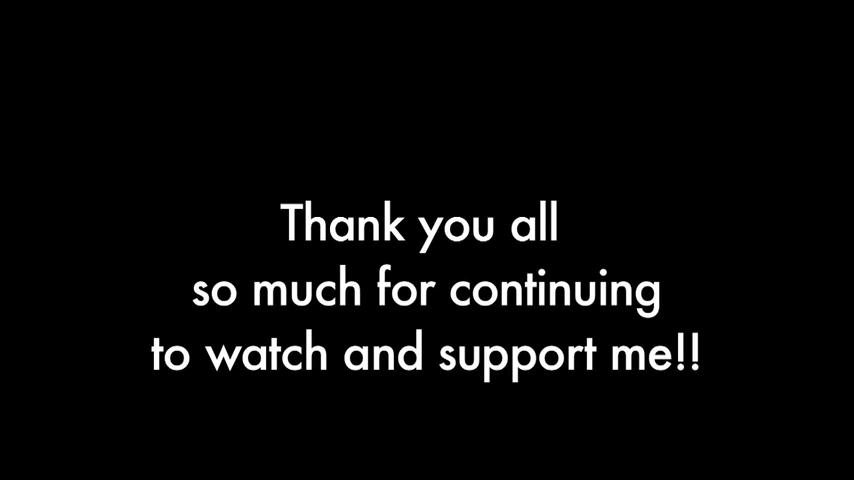 Thank you all
so much for continuing
to watch and support me!!